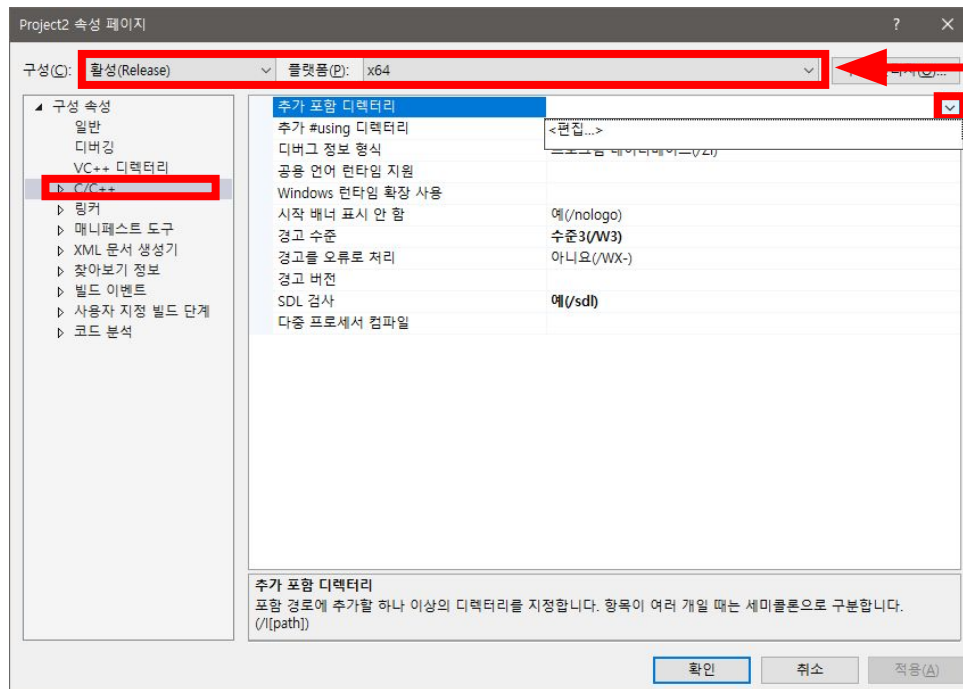 Project2 속성 페이지
?
구성(C): 활성(Release) 플랫폼(P): x64
구성 속성
일반
디버깅
VC++ 디렉터리
C/C++
링커
매니페스트 도구
XML 문서 생성기
찾아보기 정보
빌드 이벤트
사용자 지정 빌드 단계
코드 분석
추가 포함 디렉터리
<편집...>
추가 #using 디렉터리
디버그 정보 형식
공용 언어 런타임 지원
Windows 런타임 확장 사용
시작 배너 표시 안 함 예(/nologo)
경고 수준 수준3(/W3)
경고를 오류로 처리 아니요(/WX-)
경고 버전
SDL 검사 예(/sdl)
다중 프로세서 컴파일
추가 포함 디렉터리
포함 경로에 추가할 하나 이상의 디렉터리를 지정합니다. 항목이 여러 개일 때는 세미콜론으로 구분합니다.
(/I[path])
확인 취소 적용(A)